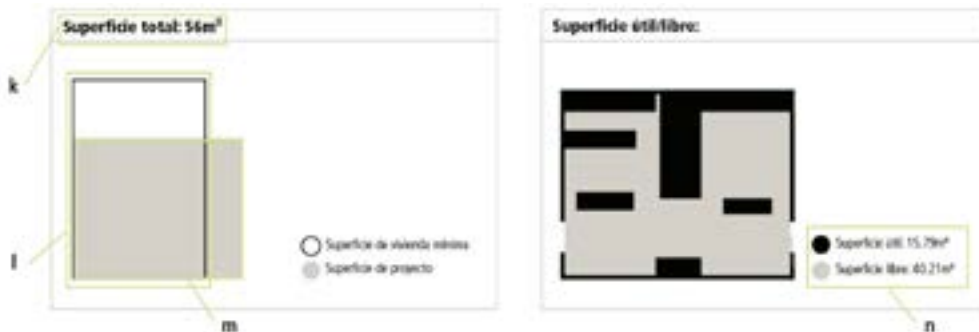 Superficie total: 56m²
Superficie útil/libre:
k
Superficie de vivienda mínima
Superficie de projecto
Superficie útil: 15.79m²
Superficie libre: 40.21m²
l
m
n